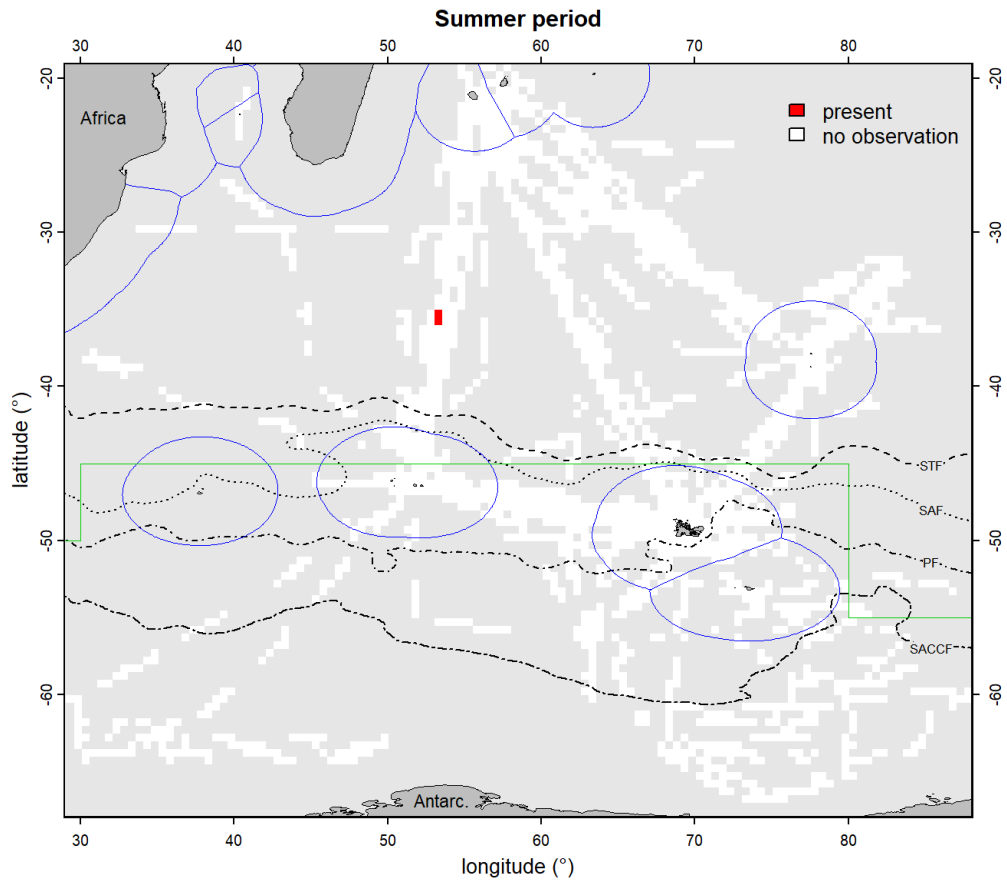 Summer period
30 40 50 60 70 80
Africa
present
no observation
-20 -20
-30 -30
-40 -40
-50 -50
-60 -60
latitude (°)
STF
SAF
PF
SACCF
Antarc.
30 40 50 60 70 80
longitude (°)